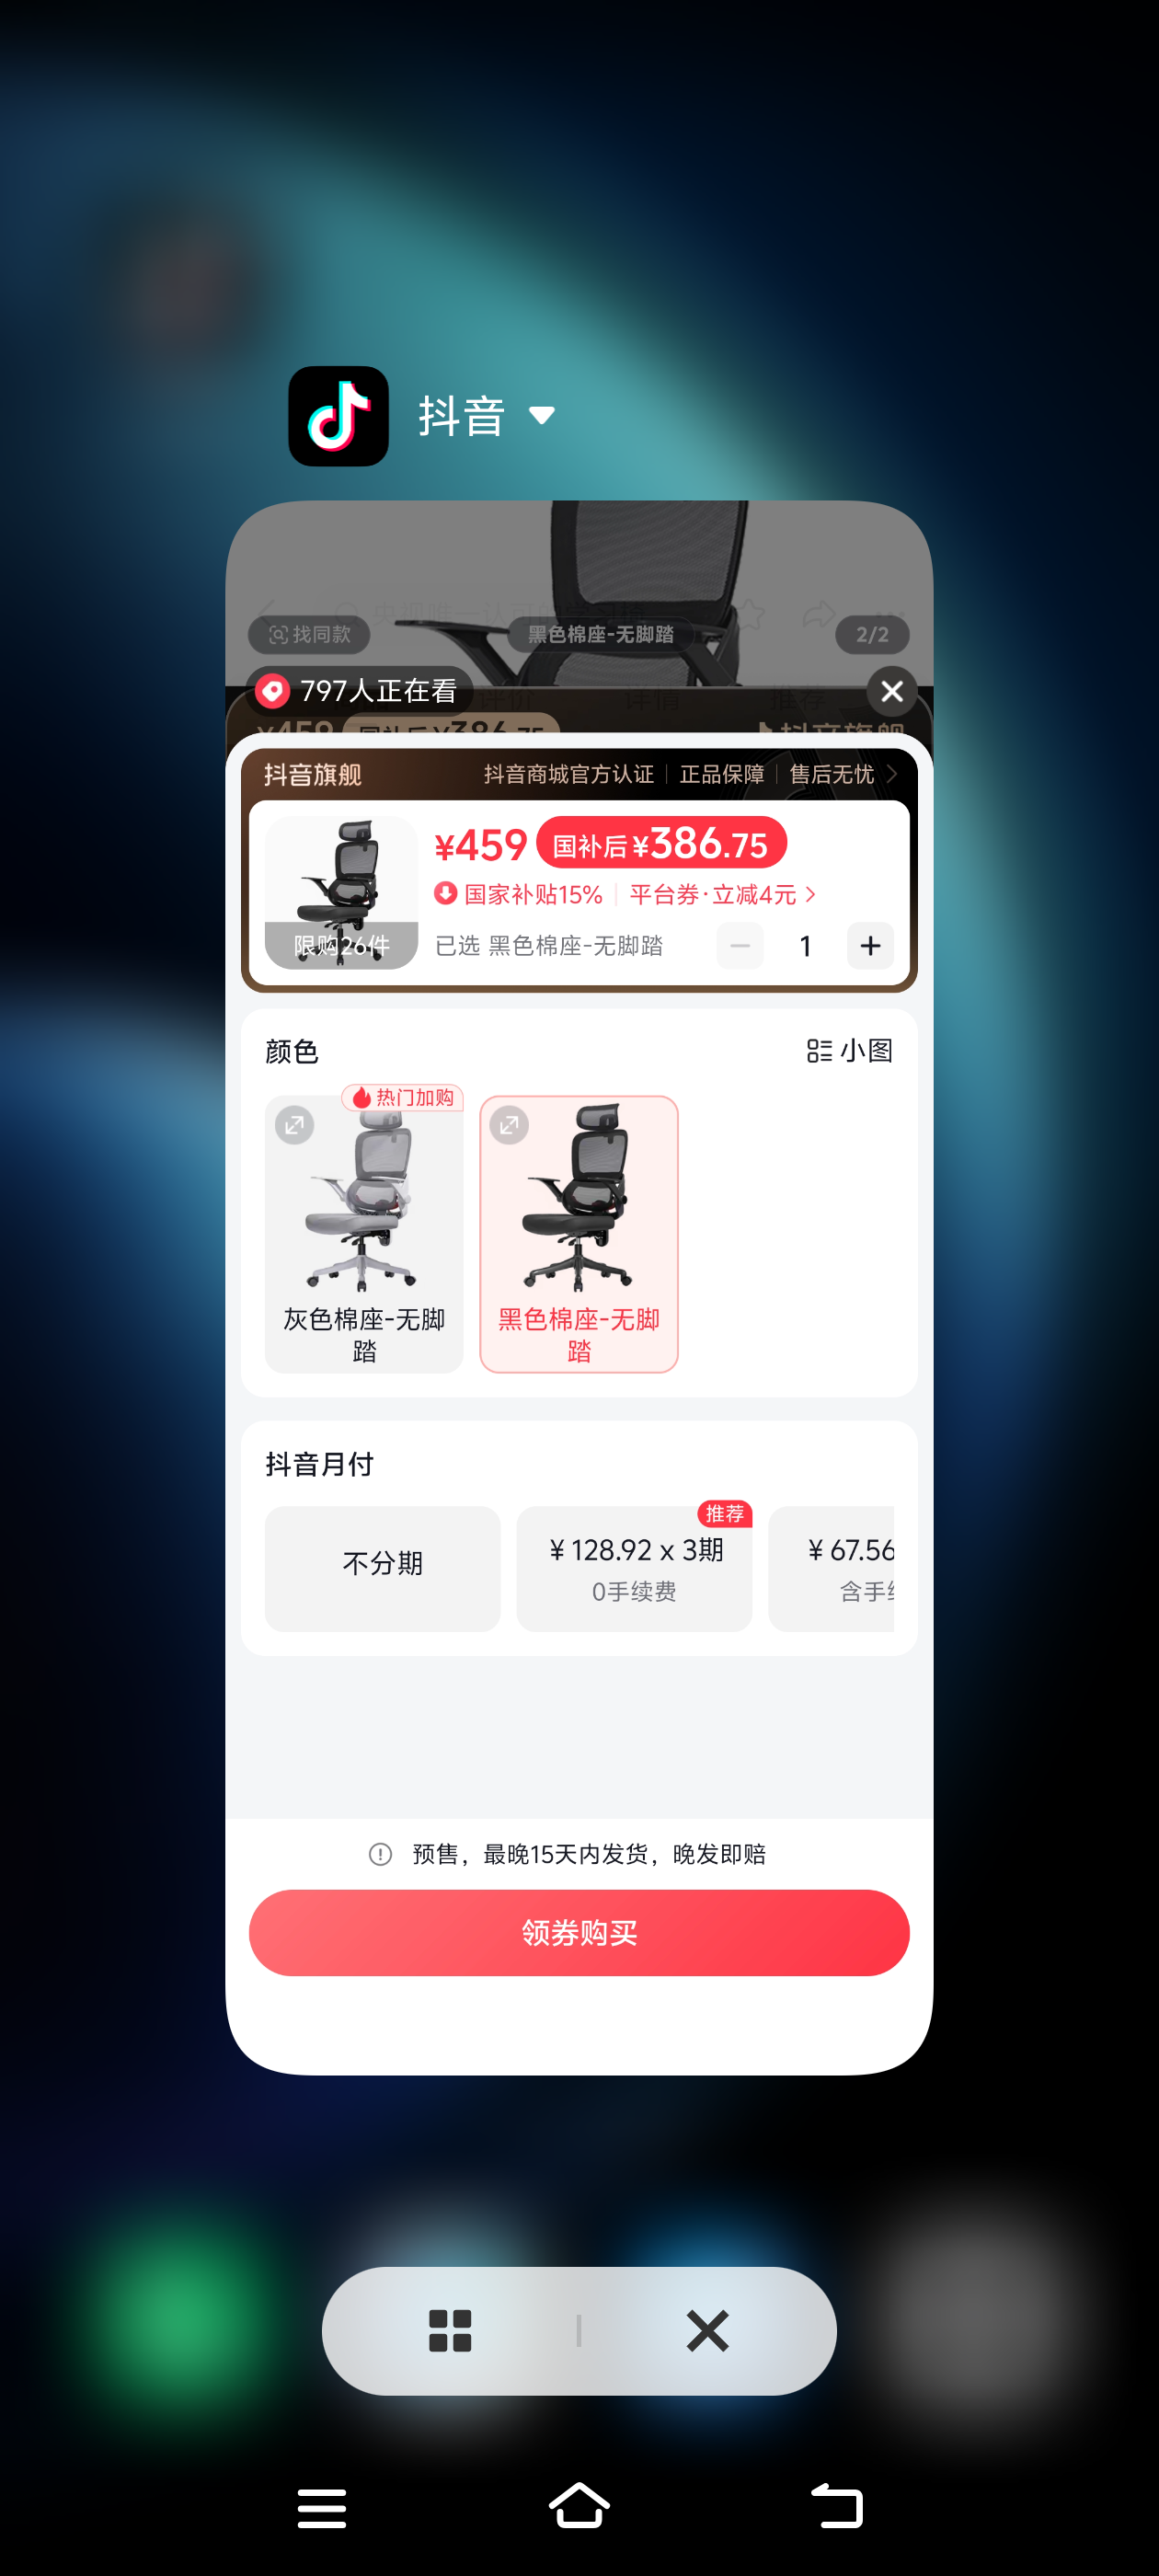 抖音
找同款
黑色棉座-无脚踏
2/2
797人正在看
评价
详情
推荐
抖音旗舰
抖音商城官方认证
正品保障
售后无忧
¥459 国补后¥386.75
国家补贴15% 平台券·立减4元
限购26件
已选 黑色棉座-无脚踏
1
颜色
小图
热门加购
灰色棉座-无脚
踏
黑色棉座-无脚
踏
抖音月付
不分期
推荐
¥ 128.92 x 3期
0手续费
¥ 67.56
含手
预售，最晚15天内发货，晚发即赔
领券购买